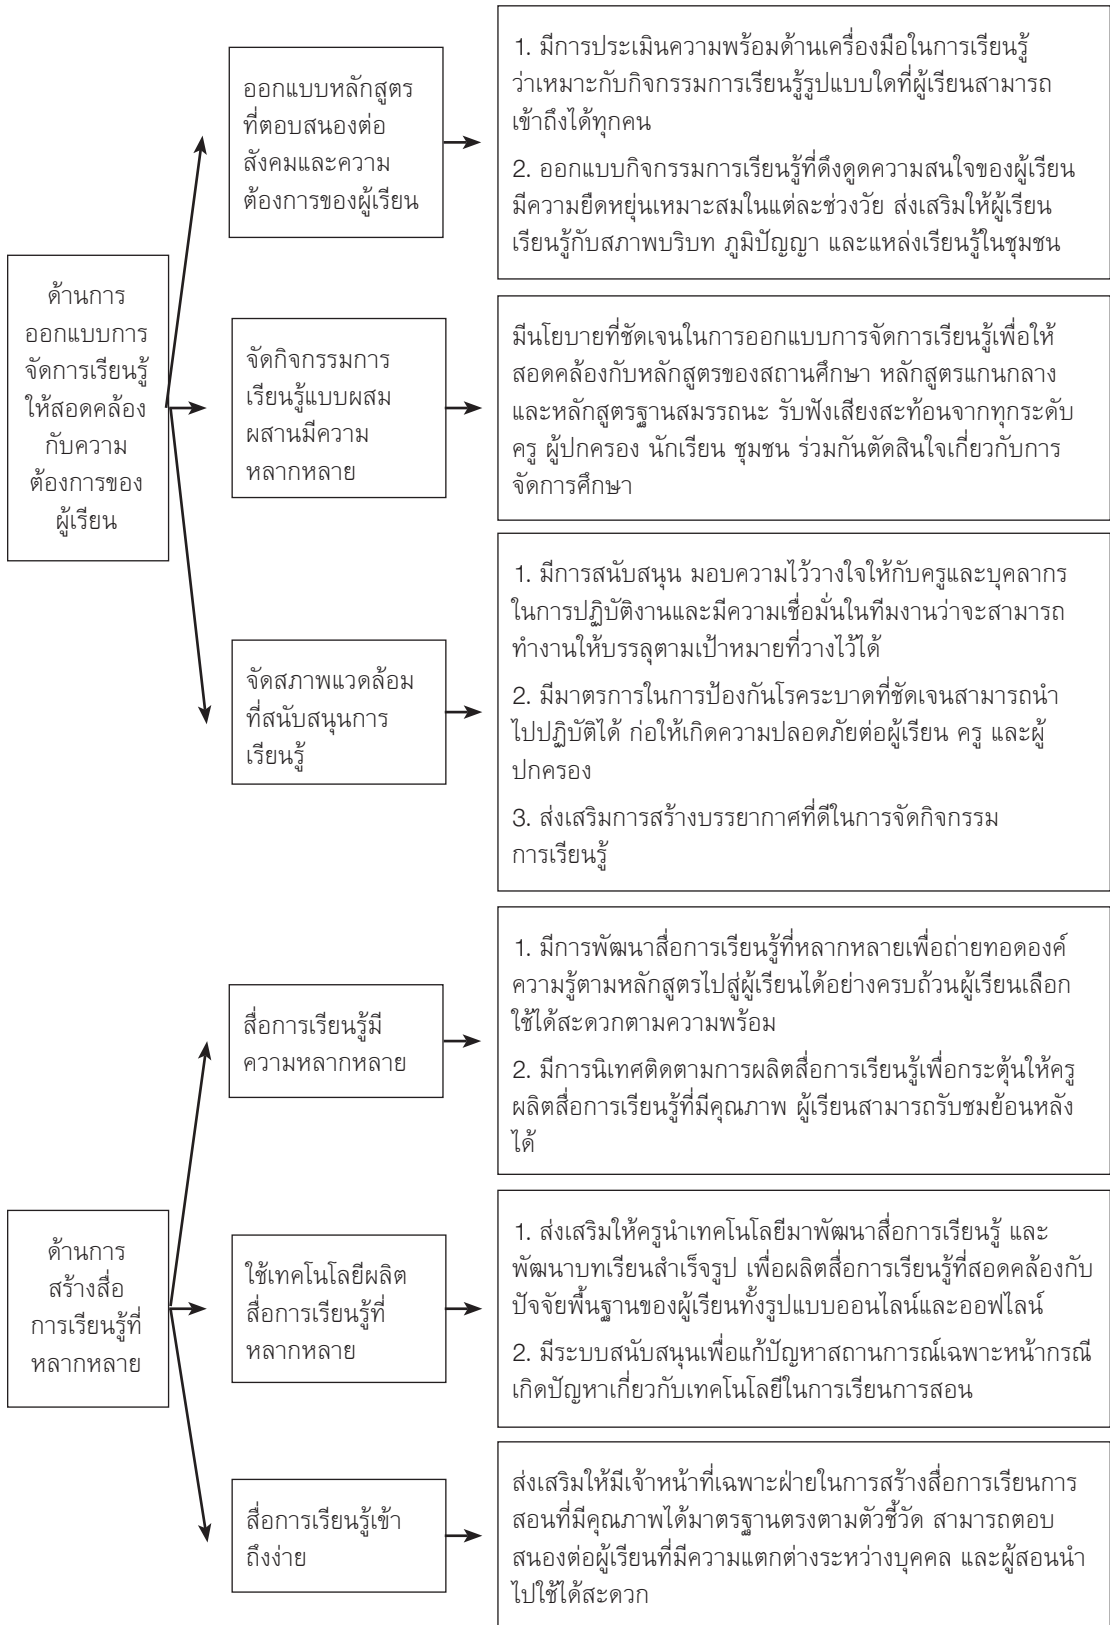 ด้านการ
ออกแบบการ
จัดการเรียนรู้
ให้สอดคล้อง
กับความ
ต้องการของ
ผู้เรียน
ออกแบบหลักสูตร
ที่ตอบสนองต่อ
สังคมและความ
ต้องการของผู้เรียน
1. มีการประเมินความพร้อมด้านเครื่องมือในการเรียนรู้
ว่าเหมาะกับกิจกรรมการเรียนรู้รูปแบบใดที่ผู้เรียนสามารถ
เข้าถึงได้ทุกคน
2. ออกแบบกิจกรรมการเรียนรู้ที่ดึงดูดความสนใจของผู้เรียน
มีความยืดหยุ่นเหมาะสมในแต่ละช่วงวัย ส่งเสริมให้ผู้เรียน
เรียนรู้กับสภาพบริบท ภูมิปัญญา และแหล่งเรียนรู้ในชุมชน
จัดกิจกรรมการ
เรียนรู้แบบผสม
ผสานมีความ
หลากหลาย
มีนโยบายที่ชัดเจนในการออกแบบการจัดการเรียนรู้เพื่อให้
สอดคล้องกับหลักสูตรของสถานศึกษา หลักสูตรแกนกลาง
และหลักสูตรฐานสมรรถนะ รับฟังเสียงสะท้อนจากทุกระดับ
ครู ผู้ปกครอง นักเรียน ชุมชน ร่วมกันตัดสินใจเกี่ยวกับการ
จัดการศึกษา
จัดสภาพแวดล้อม
ที่สนับสนุนการ
เรียนรู้
1. มีการสนับสนุน มอบความไว้วางใจให้กับครูและบุคลากร
ในการปฏิบัติงานและมีความเชื่อมั่นในทีมงานว่าจะสามารถ
ทำงานให้บรรลุตามเป้าหมายที่วางไว้ได้
2. มีมาตรการในการป้องกันโรคระบาดที่ชัดเจนสามารถนำ
ไปปฏิบัติได้ ก่อให้เกิดความปลอดภัยต่อผู้เรียน ครู และผู้
ปกครอง
3. ส่งเสริมการสร้างบรรยากาศที่ดีในการจัดกิจกรรม
การเรียนรู้
ด้านการ
สร้างสื่อ
การเรียนรู้ที่
หลากหลาย
สื่อการเรียนรู้มี
ความหลากหลาย
1. มีการพัฒนาสื่อการเรียนรู้ที่หลากหลายเพื่อถ่ายทอดองค์
ความรู้ตามหลักสูตรไปสู่ผู้เรียนได้อย่างครบถ้วนผู้เรียนเลือก
ใช้ได้สะดวกตามความพร้อม
2. มีการนิเทศติดตามการผลิตสื่อการเรียนรู้เพื่อกระตุ้นให้ครู
ผลิตสื่อการเรียนรู้ที่มีคุณภาพ ผู้เรียนสามารถรับชมย้อนหลัง
ได้
ใช้เทคโนโลยีผลิต
สื่อการเรียนรู้ที่
หลากหลาย
1. ส่งเสริมให้ครูนำเทคโนโลยีมาพัฒนาสื่อการเรียนรู้ และ
พัฒนาบทเรียนสำเร็จรูป เพื่อผลิตสื่อการเรียนรู้ที่สอดคล้องกับ
ปัจจัยพื้นฐานของผู้เรียนทั้งรูปแบบออนไลน์และออฟไลน์
2. มีระบบสนับสนุนเพื่อแก้ปัญหาสถานการณ์เฉพาะหน้ากรณี
เกิดปัญหาเกี่ยวกับเทคโนโลยีในการเรียนการสอน
สื่อการเรียนรู้เข้า
ถึงง่าย
ส่งเสริมให้มีเจ้าหน้าที่เฉพาะฝ่ายในการสร้างสื่อการเรียนการ
สอนที่มีคุณภาพได้มาตรฐานตรงตามตัวชี้วัด สามารถตอบ
สนองต่อผู้เรียนที่มีความแตกต่างระหว่างบุคคล และผู้สอนนำ
ไปใช้ได้สะดวก